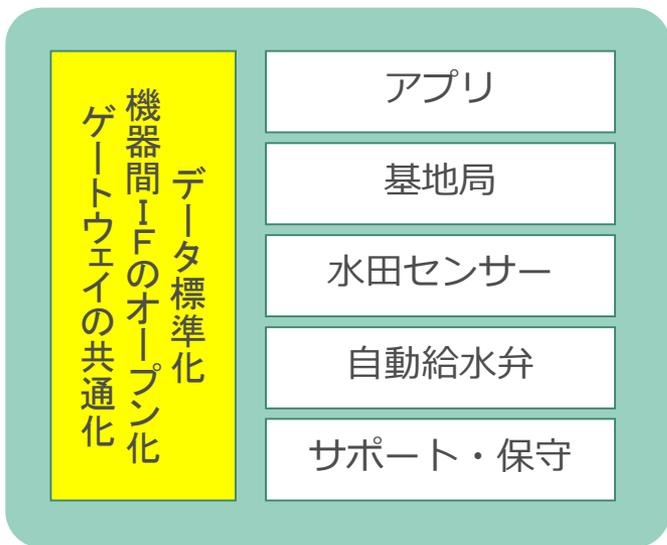 データ標準化
機器間IFのオープン化
ゲートウェイの共通化
アプリ
基地局
水田センサー
自動給水弁
サポート・保守